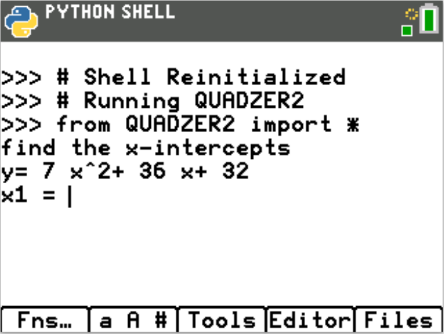 PYTHON SHELL
>>> # Shell Reinitialized
>>> # Running QUADZER2
>>> from QUADZER2 import *
find the x-intercepts
y= 7 x^2+ 36 x+ 32
x1 = |
Fns… a A # Tools Editor Files